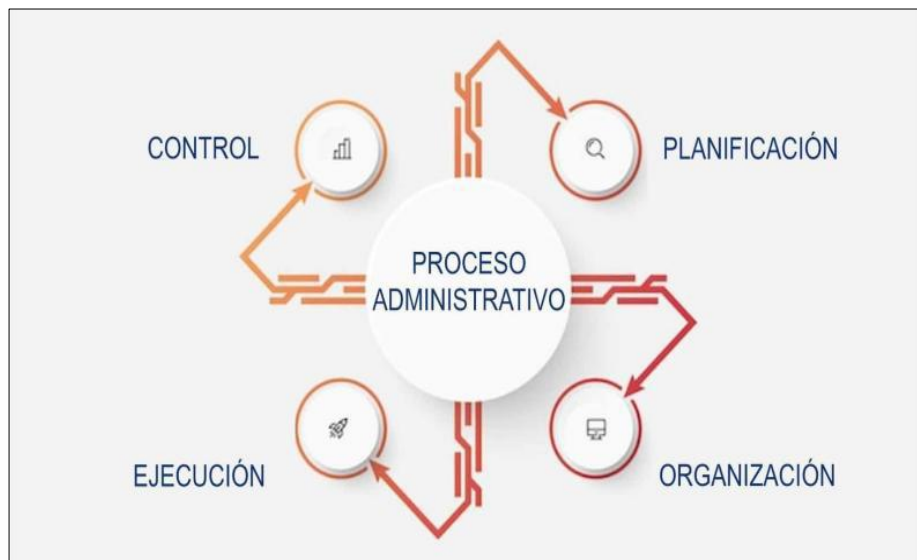 CONTROL
PLANIFICACIÓN
PROCESO
ADMINISTRATIVO
EJECUCIÓN
ORGANIZACIÓN